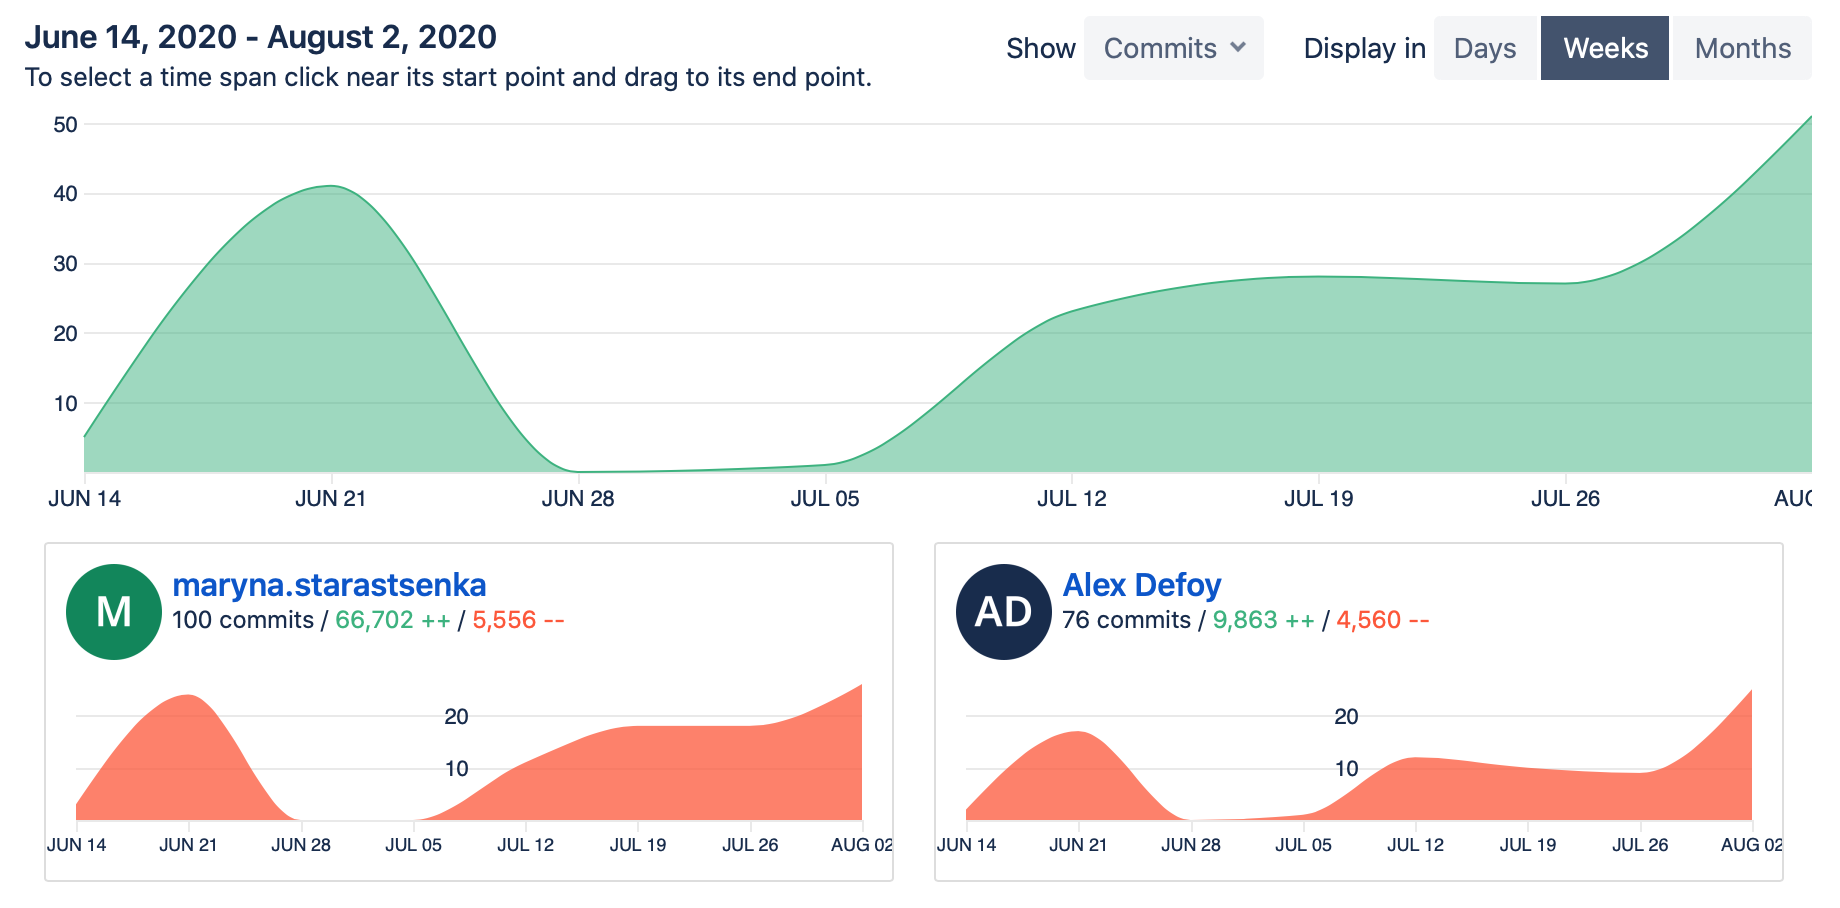 June 14, 2020 - August 2, 2020
To select a time span click near its start point and drag to its end point.
Show Commits Display in Days Weeks Months
50
40
30
20
10
JUN 14 JUN 21 JUN 28 JUL 05 JUL 12 JUL 19 JUL 26 AUG
M
maryna.starastsenka
100 commits / 66,702 ++ / 5,556 --
20
10
JUN 14 JUN 21 JUN 28 JUL 05 JUL 12 JUL 19 JUL 26 AUG 02
AD
Alex Defoy
76 commits / 9,863 ++ / 4,560 --
20
10
JUN 14 JUN 21 JUN 28 JUL 05 JUL 12 JUL 19 JUL 26 AUG 02